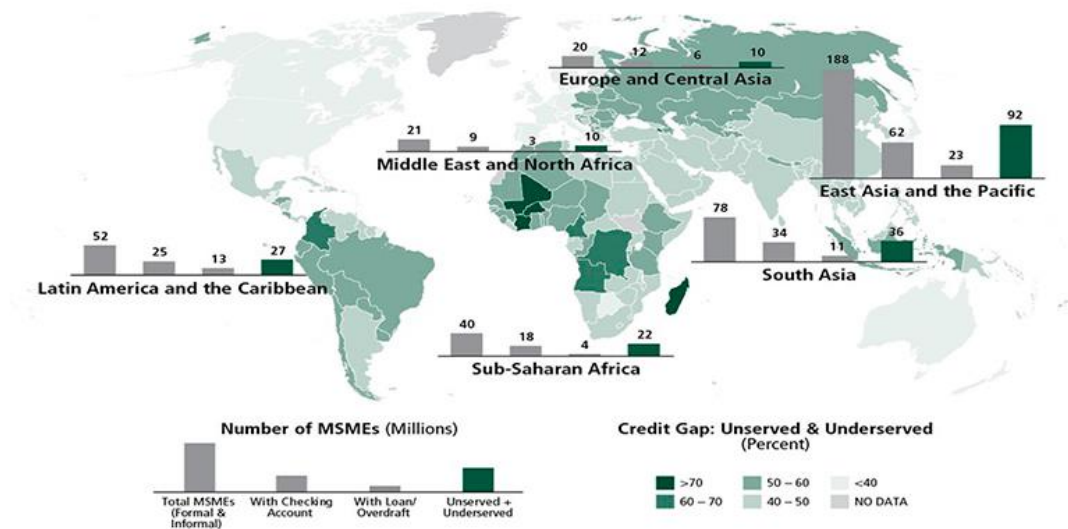 20 12 6 10
Europe and Central Asia
188 62 23 92
East Asia and the Pacific
21 9 3 10
Middle East and North Africa
78 34 11 36
South Asia
52 25 13 27
Latin America and the Caribbean
40 18 4 22
Sub-Saharan Africa
Number of MSMEs (Millions)
Total MSMEs
(Formal &
Informal)
With Checking
Account
With Loan/
Overdraft
Unserved +
Underserved
Credit Gap: Unserved & Underserved
(Percent)
>70
50 – 60
<40
60 – 70
40 – 50
NO DATA